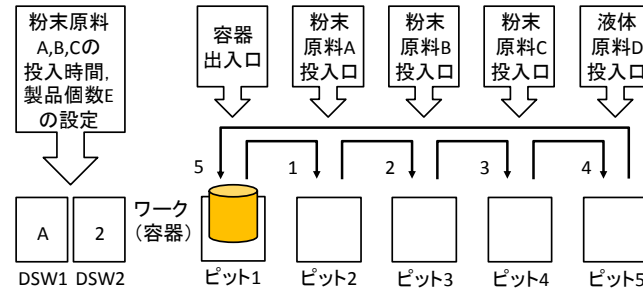 粉末原料
A,B,Cの
投入時間,
製品個数E
の設定
容器
出入口
粉末
原料A
投入口
粉末
原料B
投入口
粉末
原料C
投入口
液体
原料D
投入口
5
1
2
3
4
A
2
ワーク
(容器)
DSW1 DSW2
ピット1
ピット2
ピット3
ピット4
ピット5